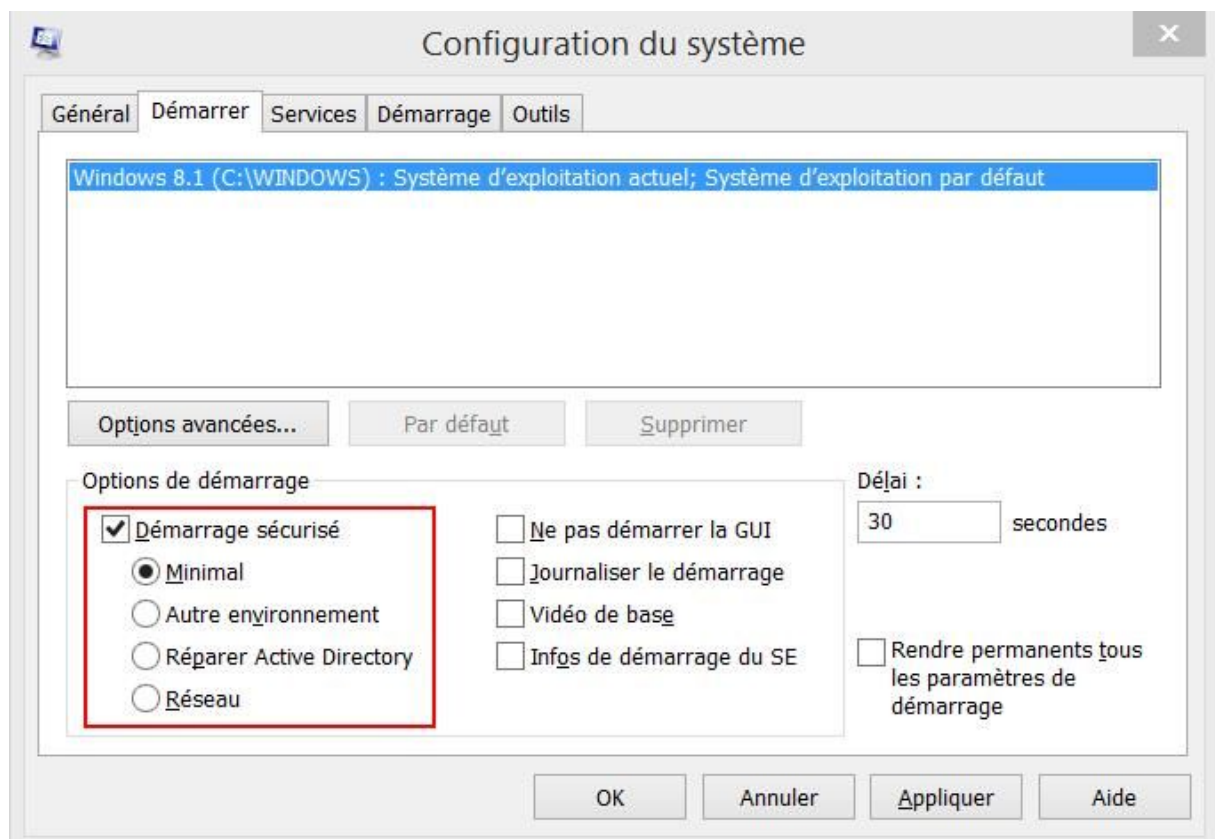 Configuration du système
Général Démarrer Services Démarrage Outils
Windows 8.1 (C:\WINDOWS) : Système d'exploitation actuel; Système d'exploitation par défaut
Options avancées... Par défaut Supprimer
Options de démarrage
Démarrage sécurisé
Minimal
Autre environnement
Réparer Active Directory
Réseau
Ne pas démarrer la GUI
Journaliser le démarrage
Vidéo de base
Infos de démarrage du SE
Délai :
30 secondes
Rendre permanents tous
les paramètres de
démarrage
OK Annuler Appliquer Aide